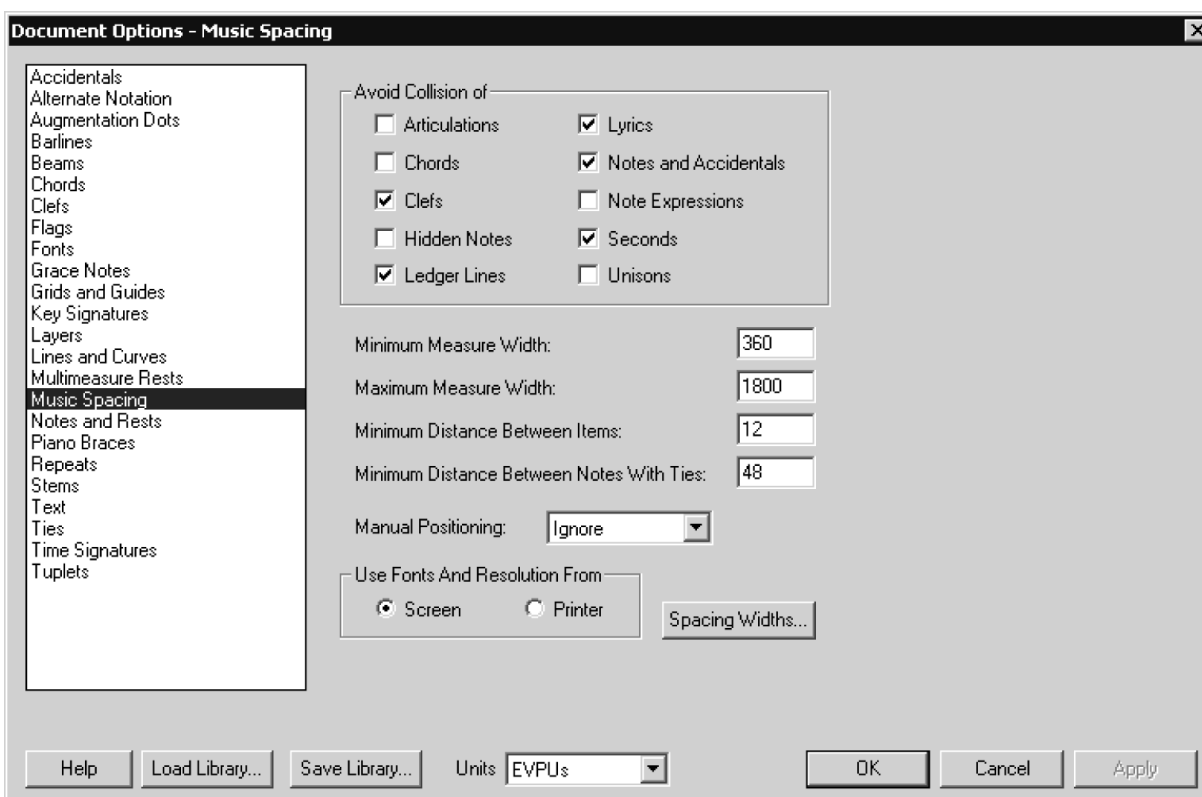 Document Options - Music Spacing
Accidentals
Alternate Notation
Augmentation Dots
Barlines
Beams
Chords
Clefs
Flags
Fonts
Grace Notes
Grids and Guides
Key Signatures
Layers
Lines and Curves
Multimeasure Rests
Music Spacing
Notes and Rests
Piano Braces
Repeats
Stems
Text
Ties
Time Signatures
Tuplets
Avoid Collision of
Articulations Lyrics
Chords Notes and Accidentals
Clefs Note Expressions
Hidden Notes Seconds
Ledger Lines Unisons
Minimum Measure Width: 360
Maximum Measure Width: 1800
Minimum Distance Between Items: 12
Minimum Distance Between Notes With Ties: 48
Manual Positioning: Ignore
Use Fonts And Resolution From
Screen Printer
Spacing Widths...
Help Load Library... Save Library... Units EVPUs OK Cancel Apply